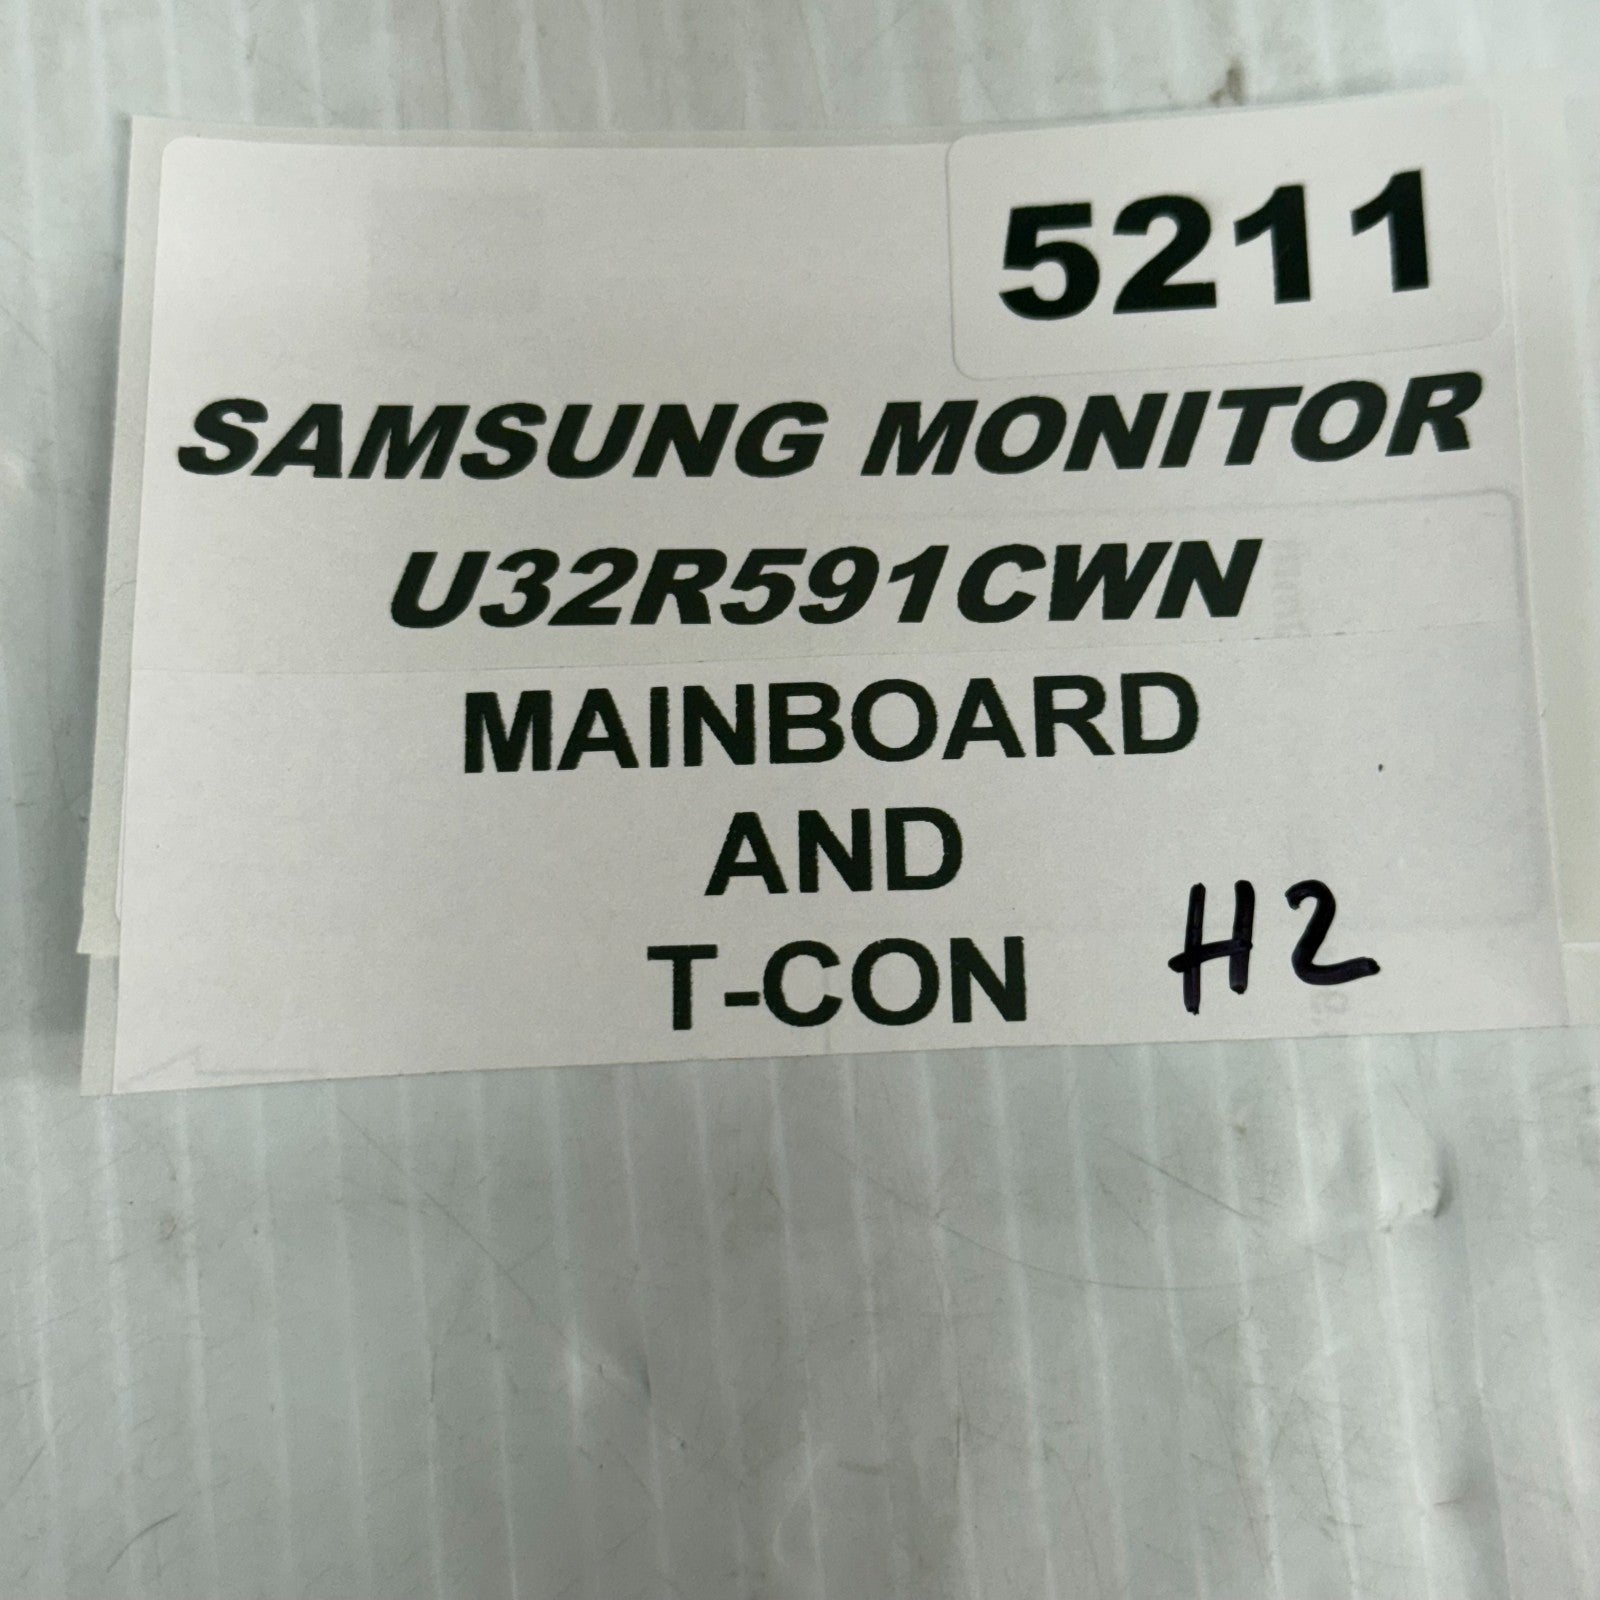 5211
SAMSUNG MONITOR
U32R591CWN
MAINBOARD
AND
T-CON
H2